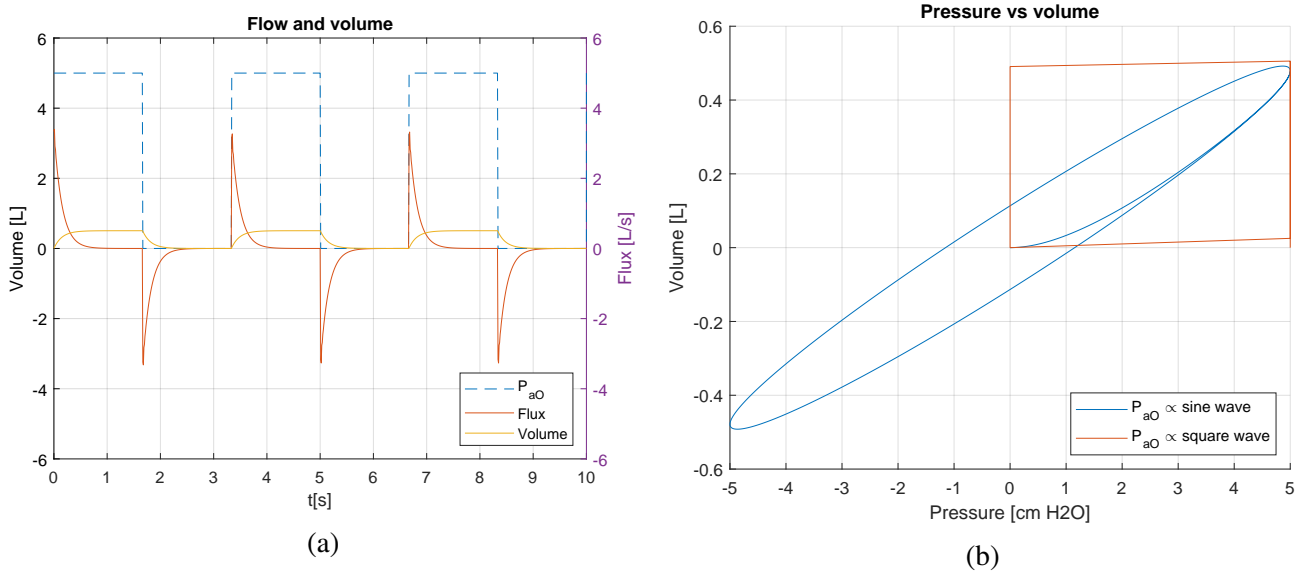 Flow and volume
6
4
2
0
-2
-4
-6
Volume [L]
6
4
2
0
-2
-4
-6
Flux [L/s]
0 1 2 3 4 5 6 7 8 9 10
t[s]
P_aO
Flux
Volume
(a)
Pressure vs volume
0.6
0.4
0.2
0
-0.2
-0.4
-0.6
Volume [L]
-5 -4 -3 -2 -1 0 1 2 3 4 5
Pressure [cm H2O]
P_aO ∝ sine wave
P_aO ∝ square wave
(b)